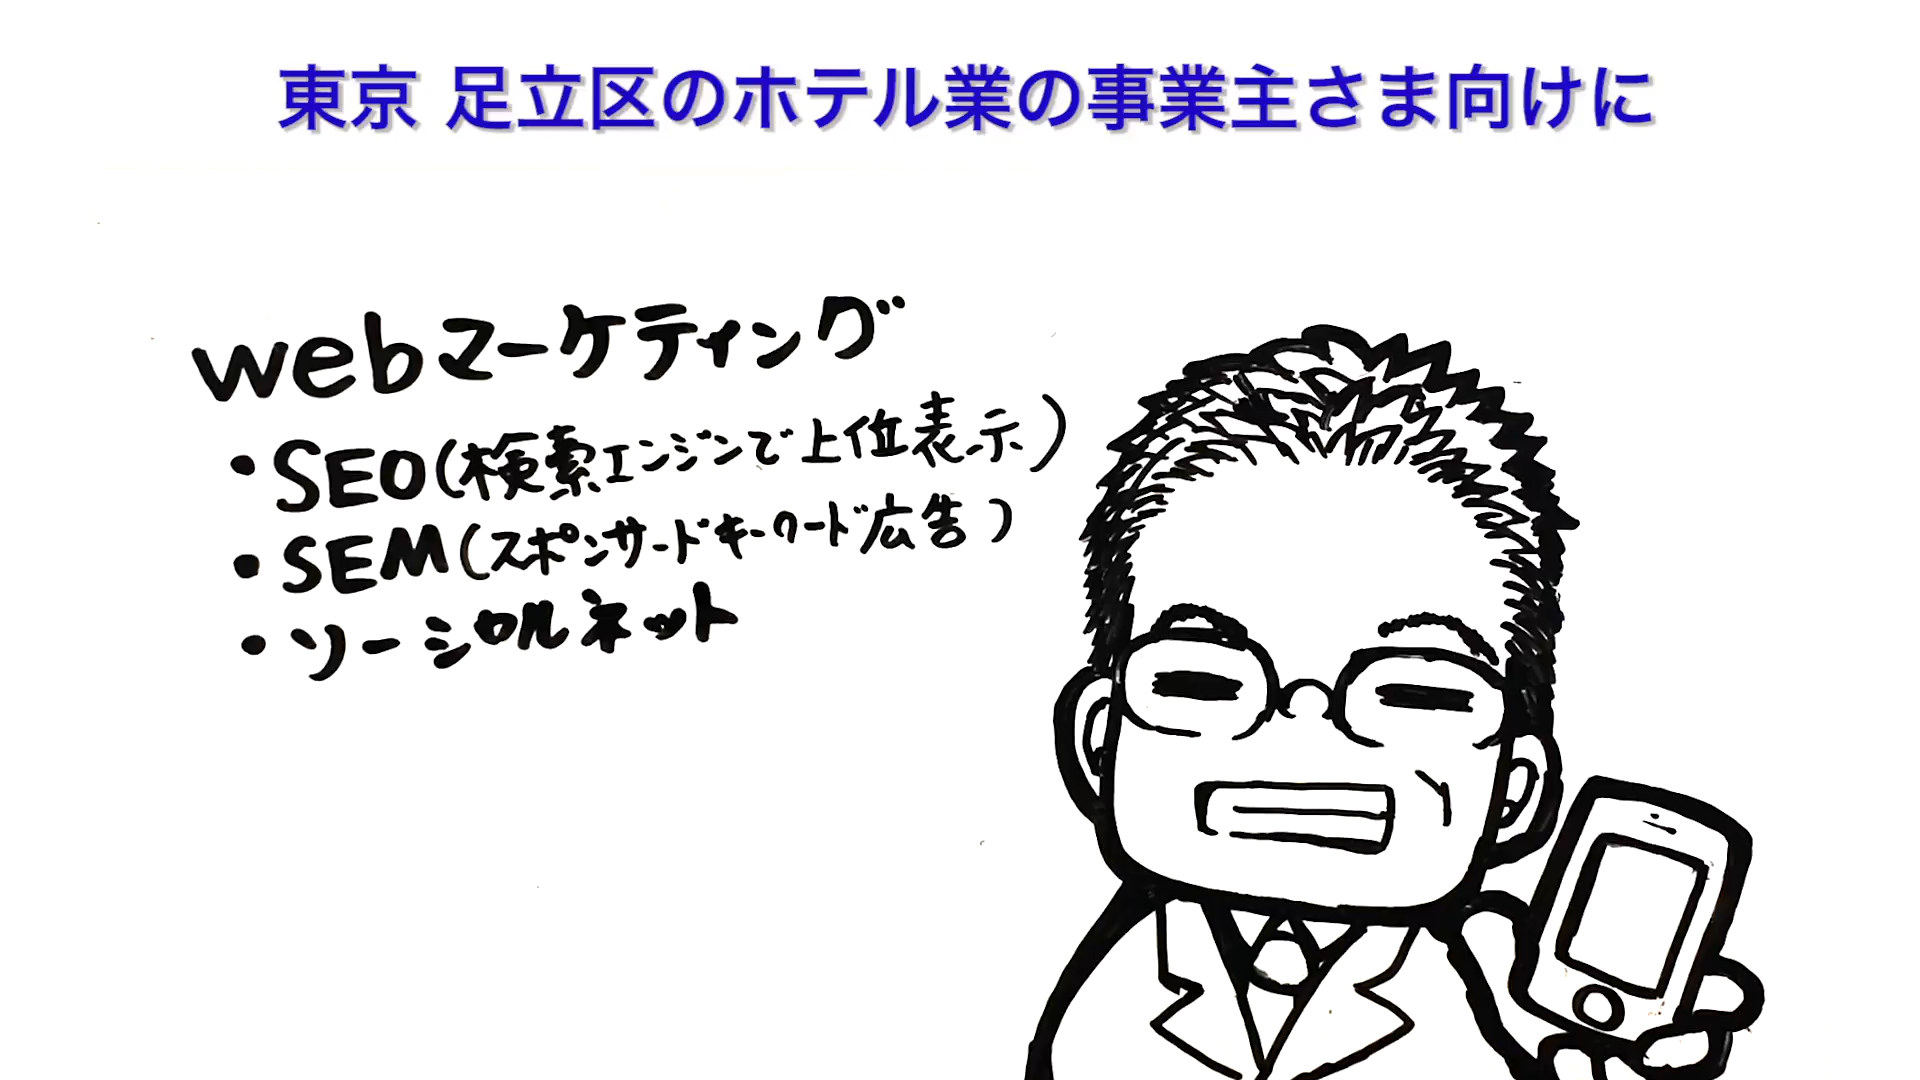 東京 足立区のホテル業の事業主さま向けに
webマーケティング
・SEO(検索エンジンで上位表示)
・SEM(スポンサードキーワード広告)
・ソーシャルネット